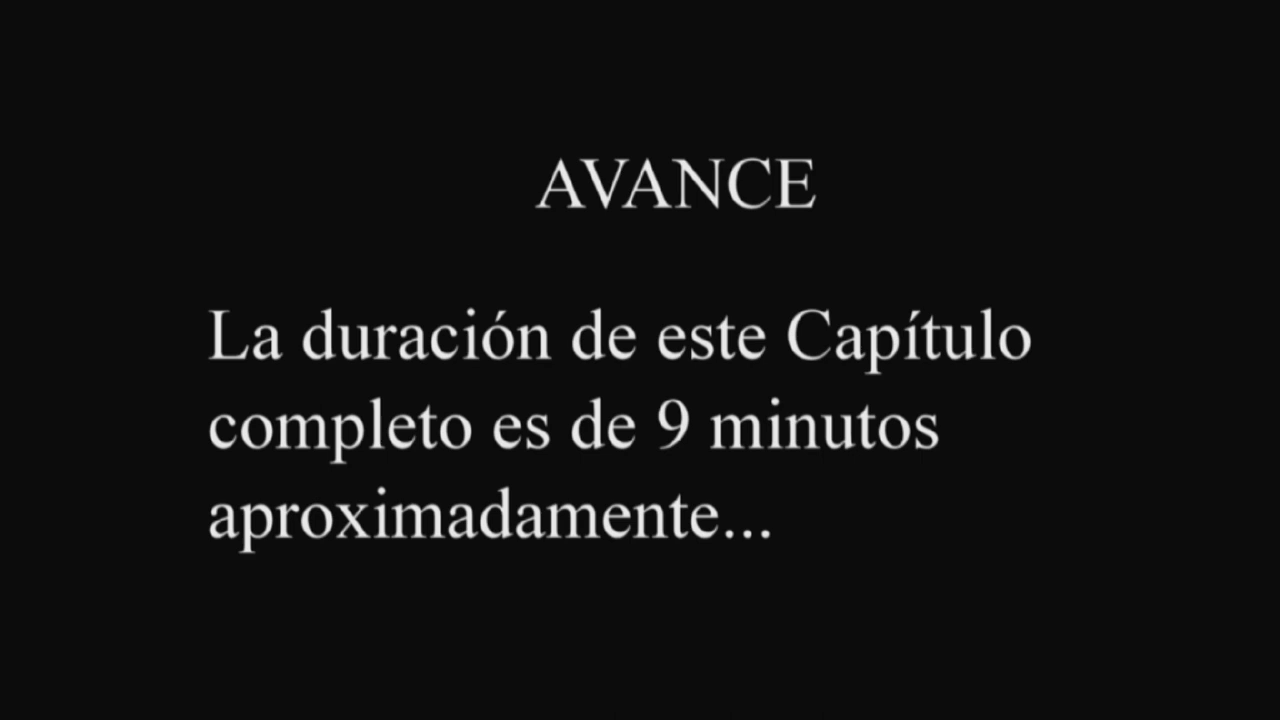 AVANCE
La duración de este Capítulo
completo es de 9 minutos
aproximadamente...